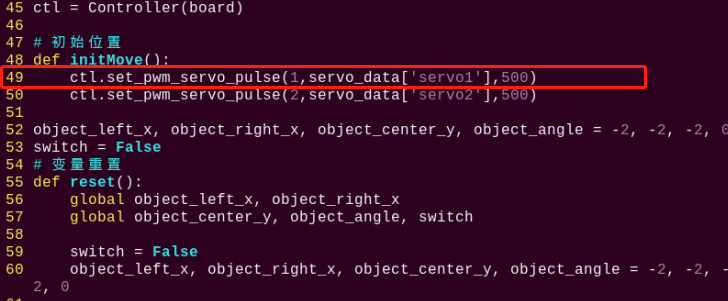 45 ctl = Controller(board)
46
47 # 初始位置
48 def initMove():
49     ctl.set_pwm_servo_pulse(1,servo_data['servo1'],500)
50     ctl.set_pwm_servo_pulse(2,servo_data['servo2'],500)
51
52 object_left_x, object_right_x, object_center_y, object_angle = -2, -2, -2, 0
53 switch = False
54 # 变量重置
55 def reset():
56     global object_left_x, object_right_x
57     global object_center_y, object_angle, switch
58
59     switch = False
60     object_left_x, object_right_x, object_center_y, object_angle = -2, -2, -
2, 0